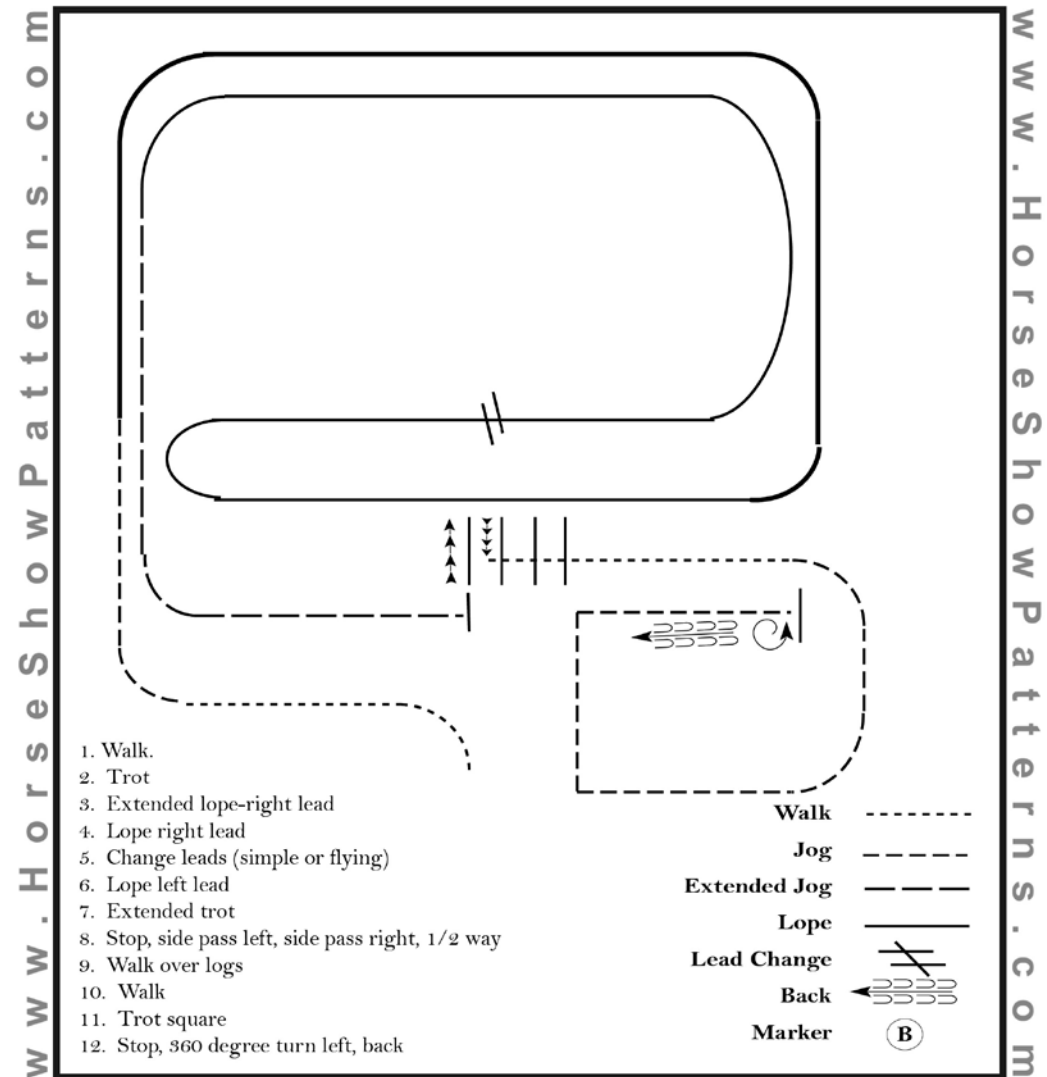 www.HorseShowPatterns.com
1. Walk.
2. Trot
3. Extended lope-right lead
4. Lope right lead
5. Change leads (simple or flying)
6. Lope left lead
7. Extended trot
8. Stop, side pass left, side pass right, 1/2 way
9. Walk over logs
10. Walk
11. Trot square
12. Stop, 360 degree turn left, back
Walk
Jog
Extended Jog
Lope
Lead Change
Back
Marker B
www.HorseShowPatterns.com